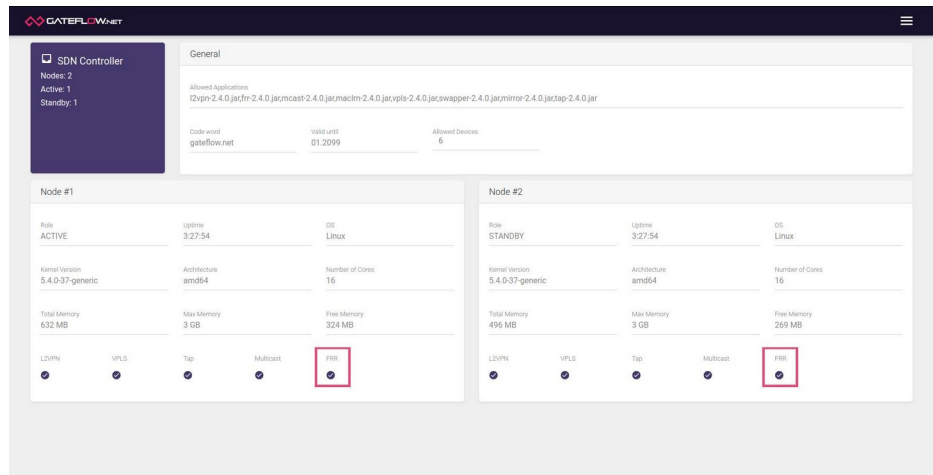 GATEFLOW.NET
SDN Controller
Nodes: 2
Active: 1
Standby: 1
General
Allowed Applications
l2vpn-2.4.0.jar,frr-2.4.0.jar,mcast-2.4.0.jar,maclrn-2.4.0.jar,vpls-2.4.0.jar,swapper-2.4.0.jar,mirror-2.4.0.jar,tap-2.4.0.jar
Code word Valid until Allowed Devices
gateflow.net 01.2099 6
Node #1
Role Uptime OS
ACTIVE 3:27:54 Linux
Kernel Version Architecture Number of Cores
5.4.0-37-generic amd64 16
Total Memory Max Memory Free Memory
632 MB 3 GB 324 MB
L2VPN VPLS Tap Multicast FRR
Node #2
Role Uptime OS
STANDBY 3:27:54 Linux
Kernel Version Architecture Number of Cores
5.4.0-37-generic amd64 16
Total Memory Max Memory Free Memory
496 MB 3 GB 269 MB
L2VPN VPLS Tap Multicast FRR